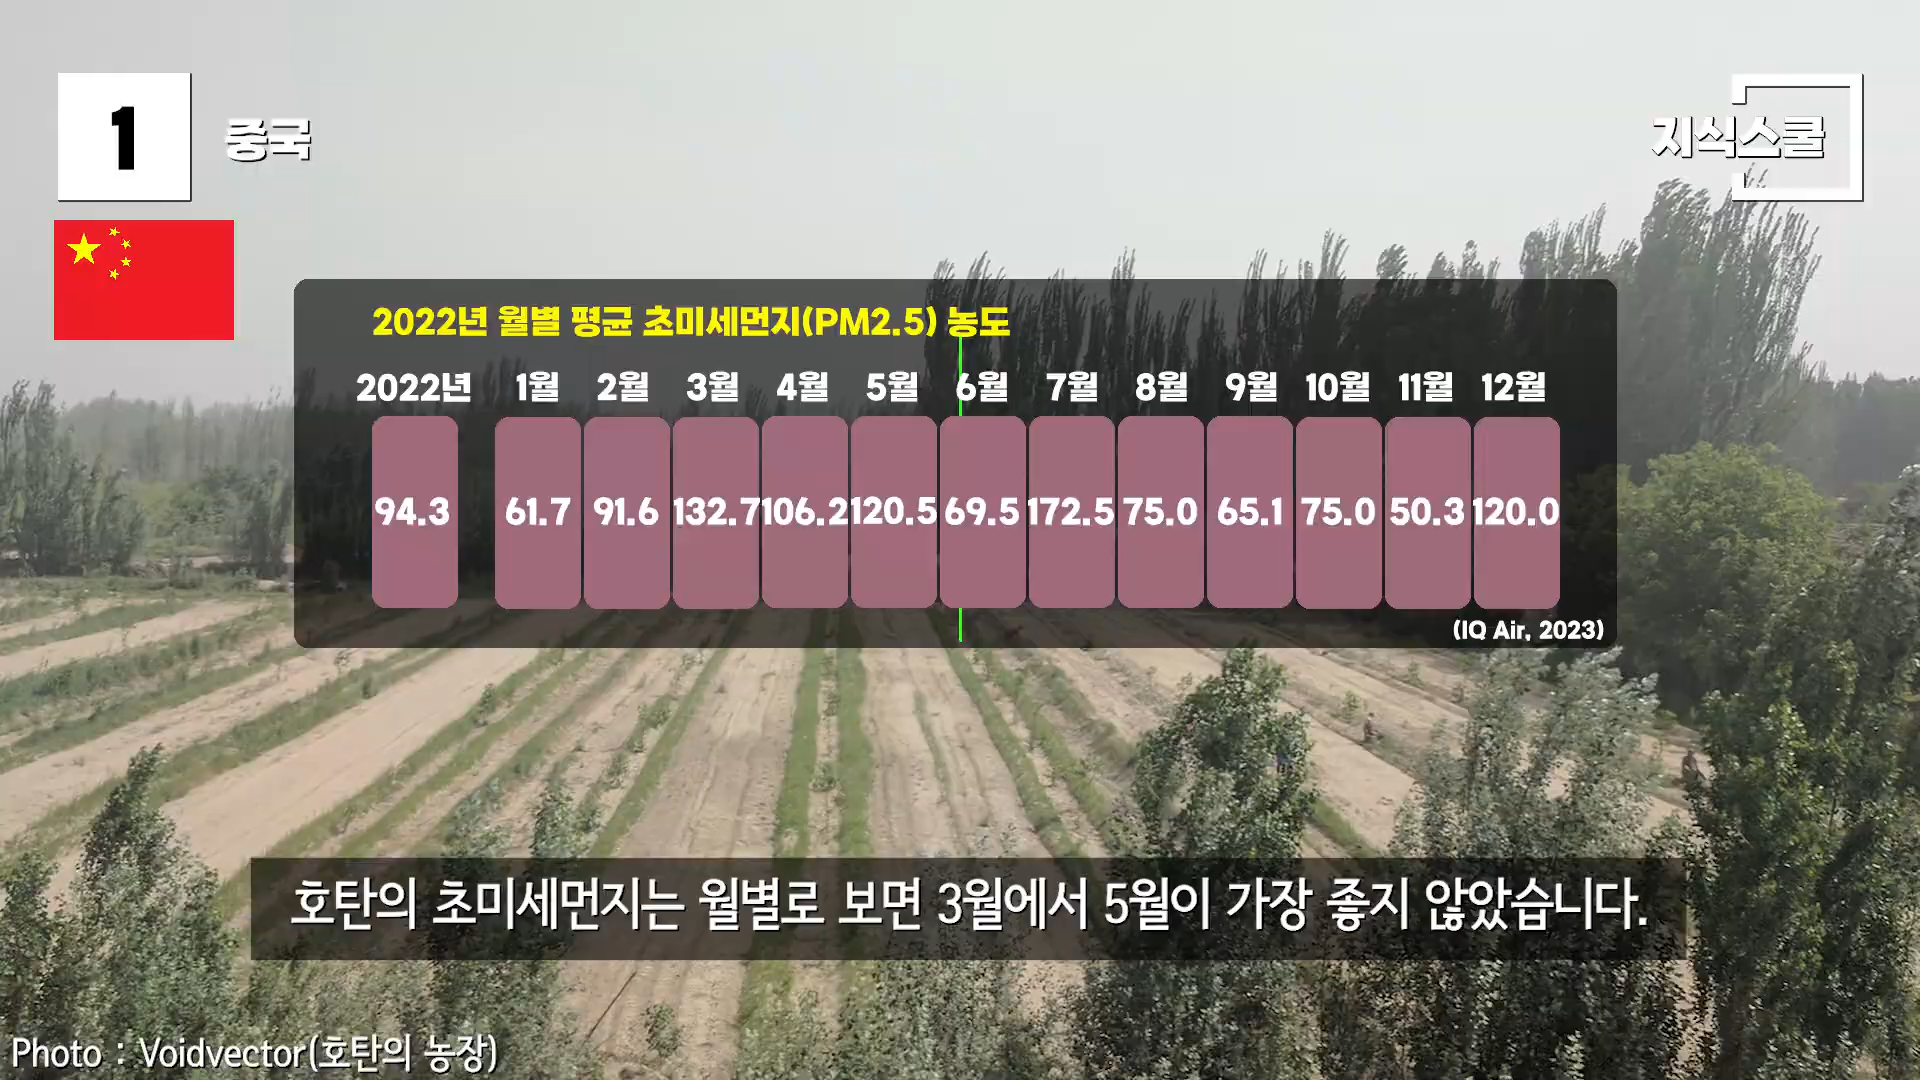 1
중국
지식스쿨
2022년 월별 평균 초미세먼지(PM2.5) 농도
2022년 1월 2월 3월 4월 5월 6월 7월 8월 9월 10월 11월 12월
94.3 61.7 91.6 132.7 106.2 120.5 69.5 172.5 75.0 65.1 75.0 50.3 120.0
(IQ Air, 2023)
호탄의 초미세먼지는 월별로 보면 3월에서 5월이 가장 좋지 않았습니다.
Photo : Voidvector(호탄의 농장)